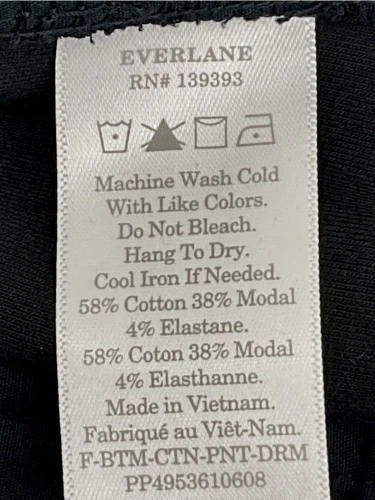 EVERLANE
RN# 139393
Machine Wash Cold
With Like Colors.
Do Not Bleach.
Hang To Dry.
Cool Iron If Needed.
58% Cotton 38% Modal
4% Elastane.
58% Coton 38% Modal
4% Elasthanne.
Made in Vietnam.
Fabriqué au Viêt-Nam.
F-BTM-CTN-PNT-DRM
PP4953610608